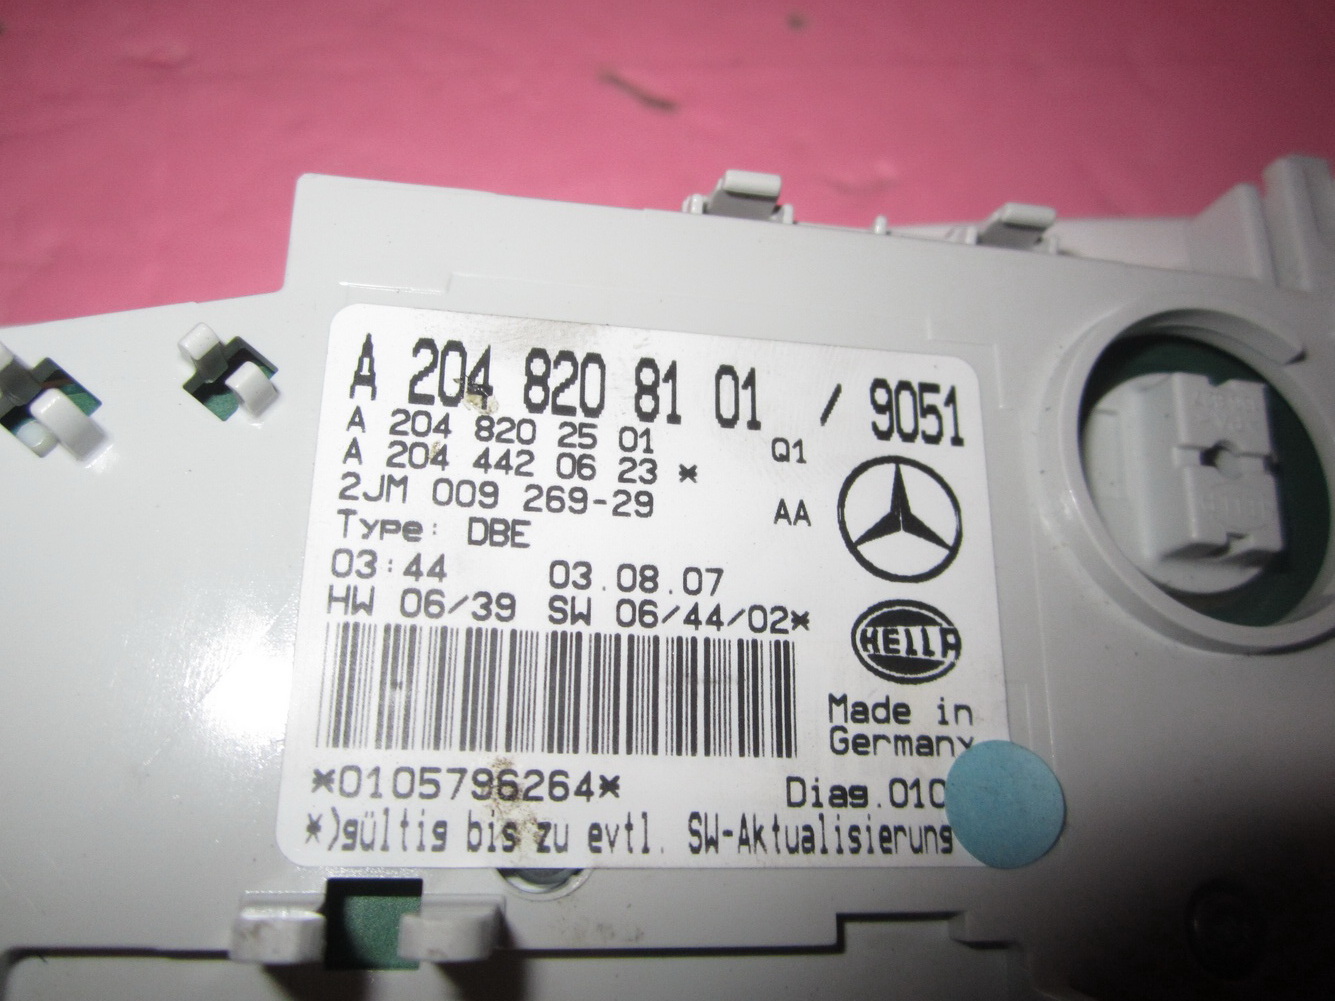 A 204 820 81 01 / 9051
A 204 820 25 01
Q1
A 204 442 06 23 *
2JM 009 269-29
AA
Type: DBE
03:44 03.08.07
HW 06/39 SW 06/44/02*
HELLA
Made in
Germany
*0105796264*
Diag.010
*)gültig bis zu evtl. SW-Aktualisierung